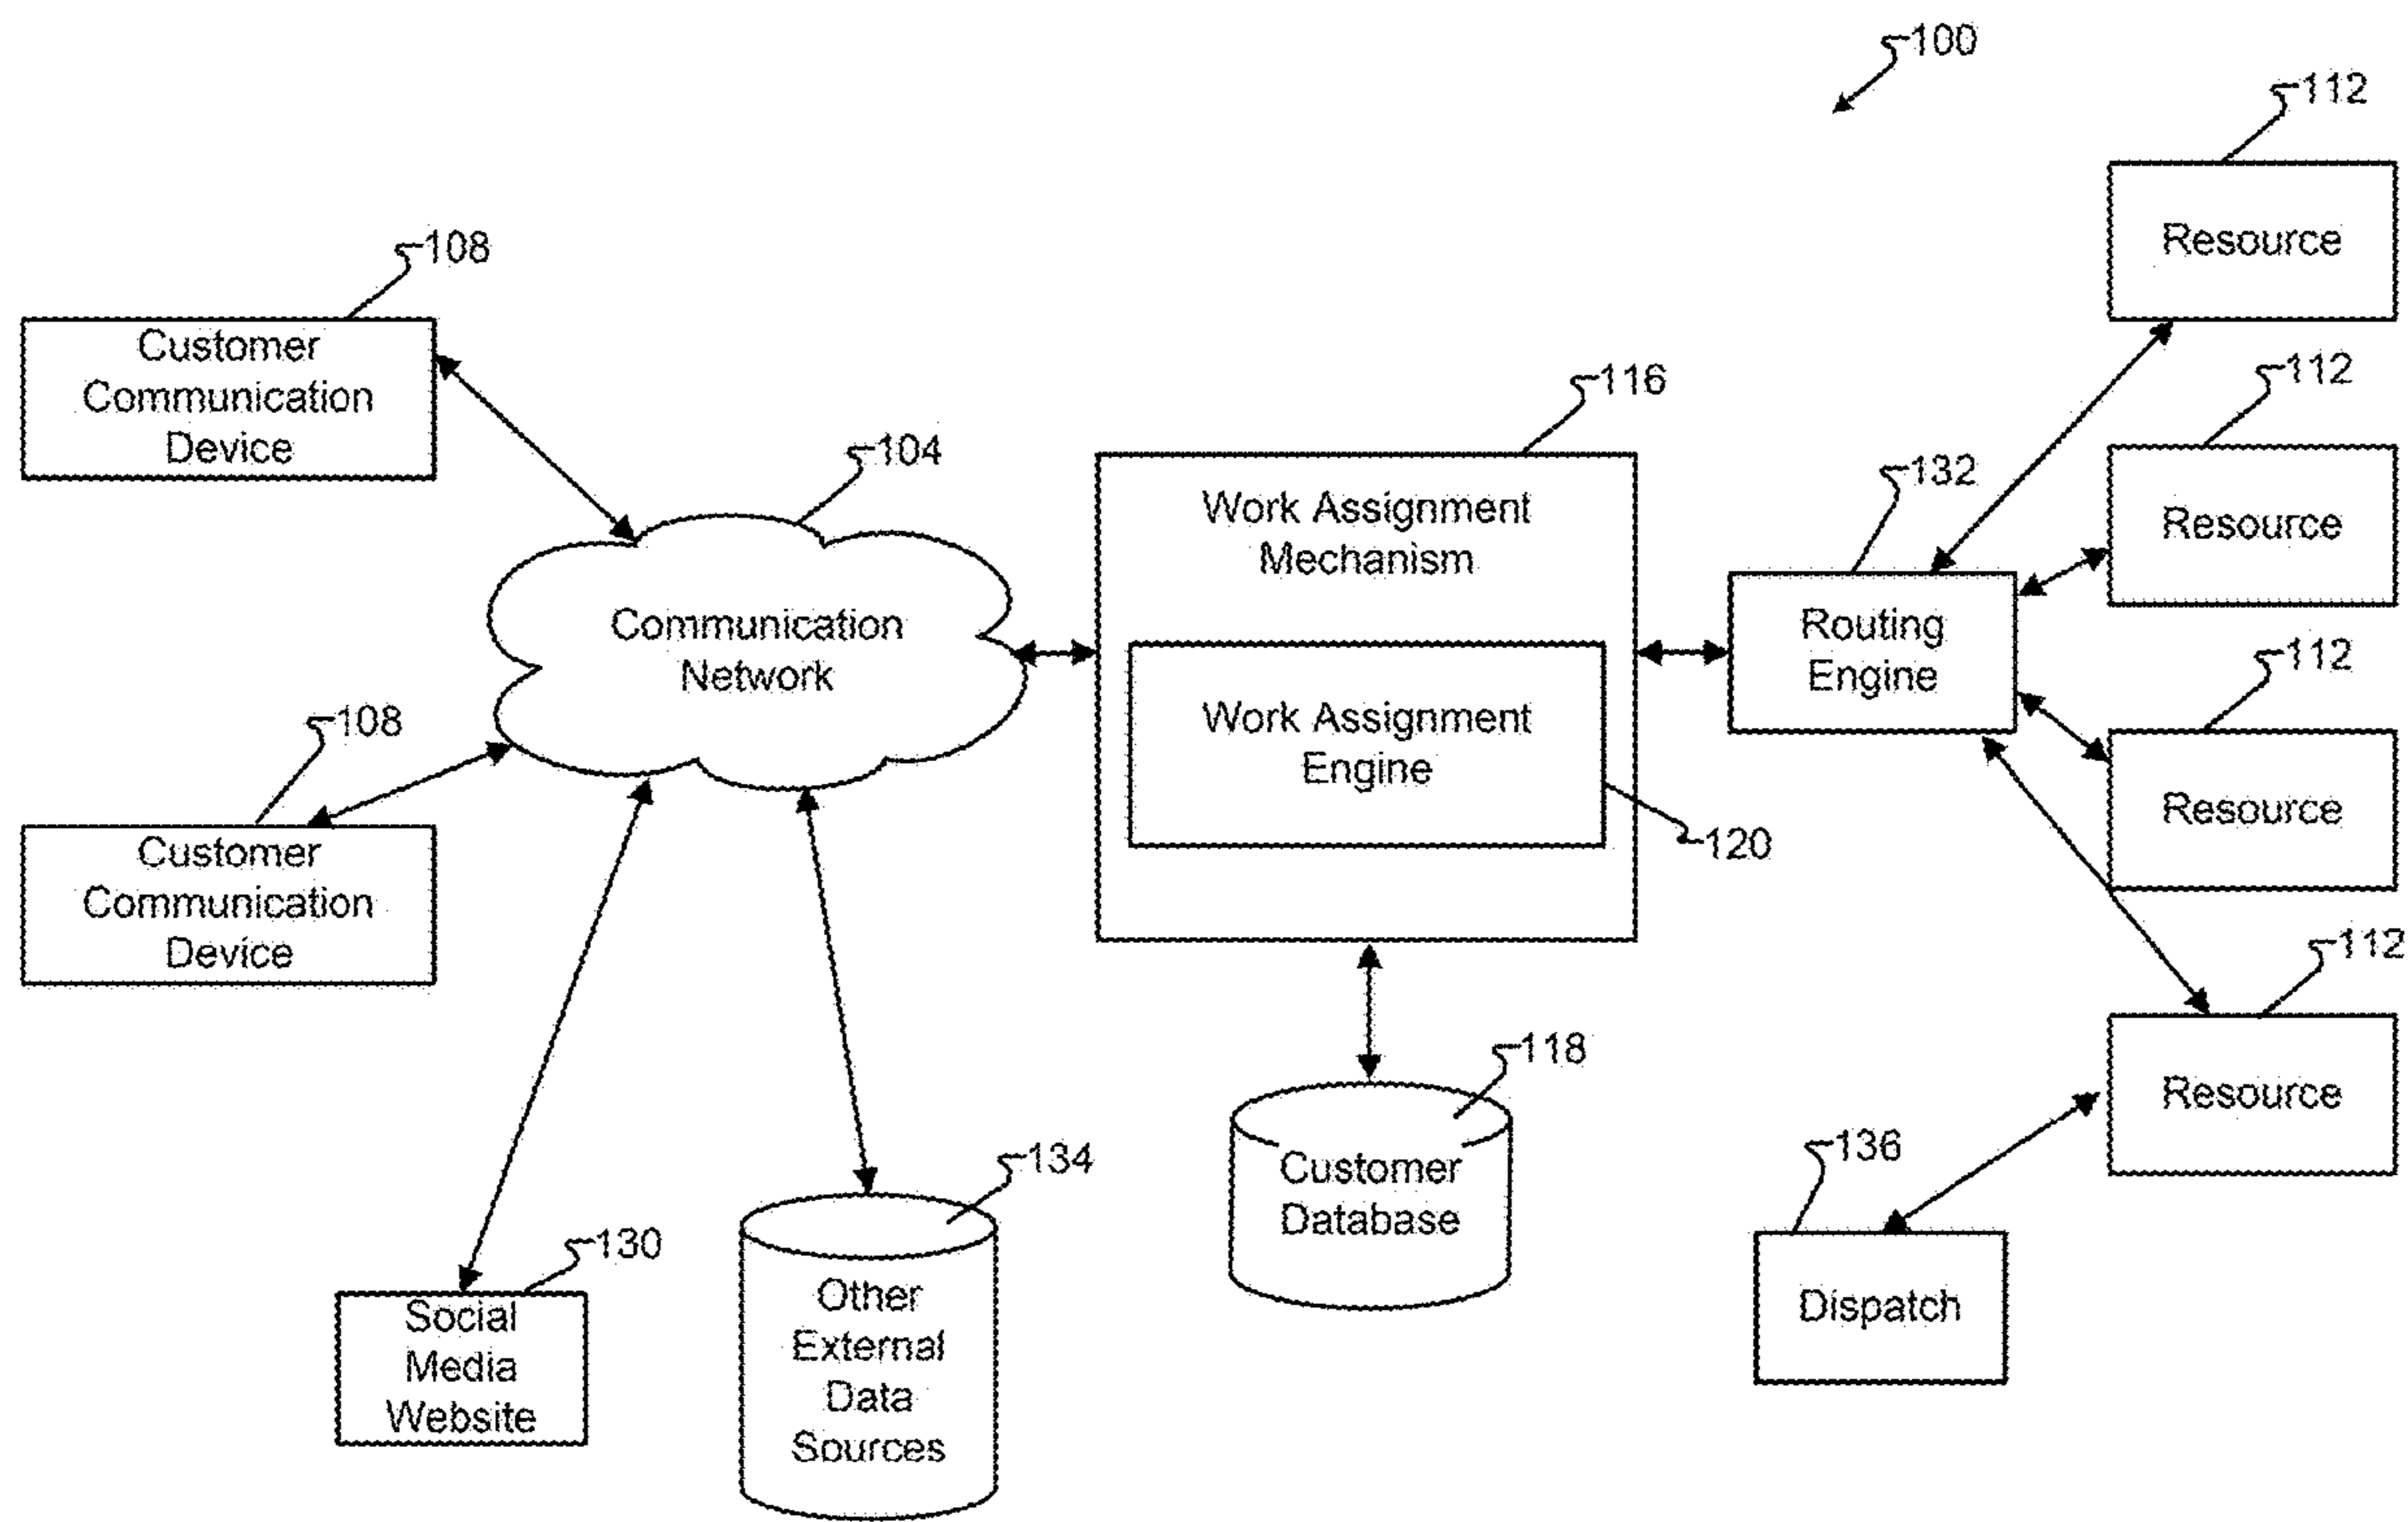 100
112
Resource
108
Customer
Communication
Device
112
Resource
116
Work Assignment
Mechanism
104
Communication
Network
132
Routing
Engine
Work Assignment
Engine
120
112
Resource
108
Customer
Communication
Device
112
Resource
118
Customer
Database
134
Other
External
Data
Sources
136
Dispatch
130
Social
Media
Website